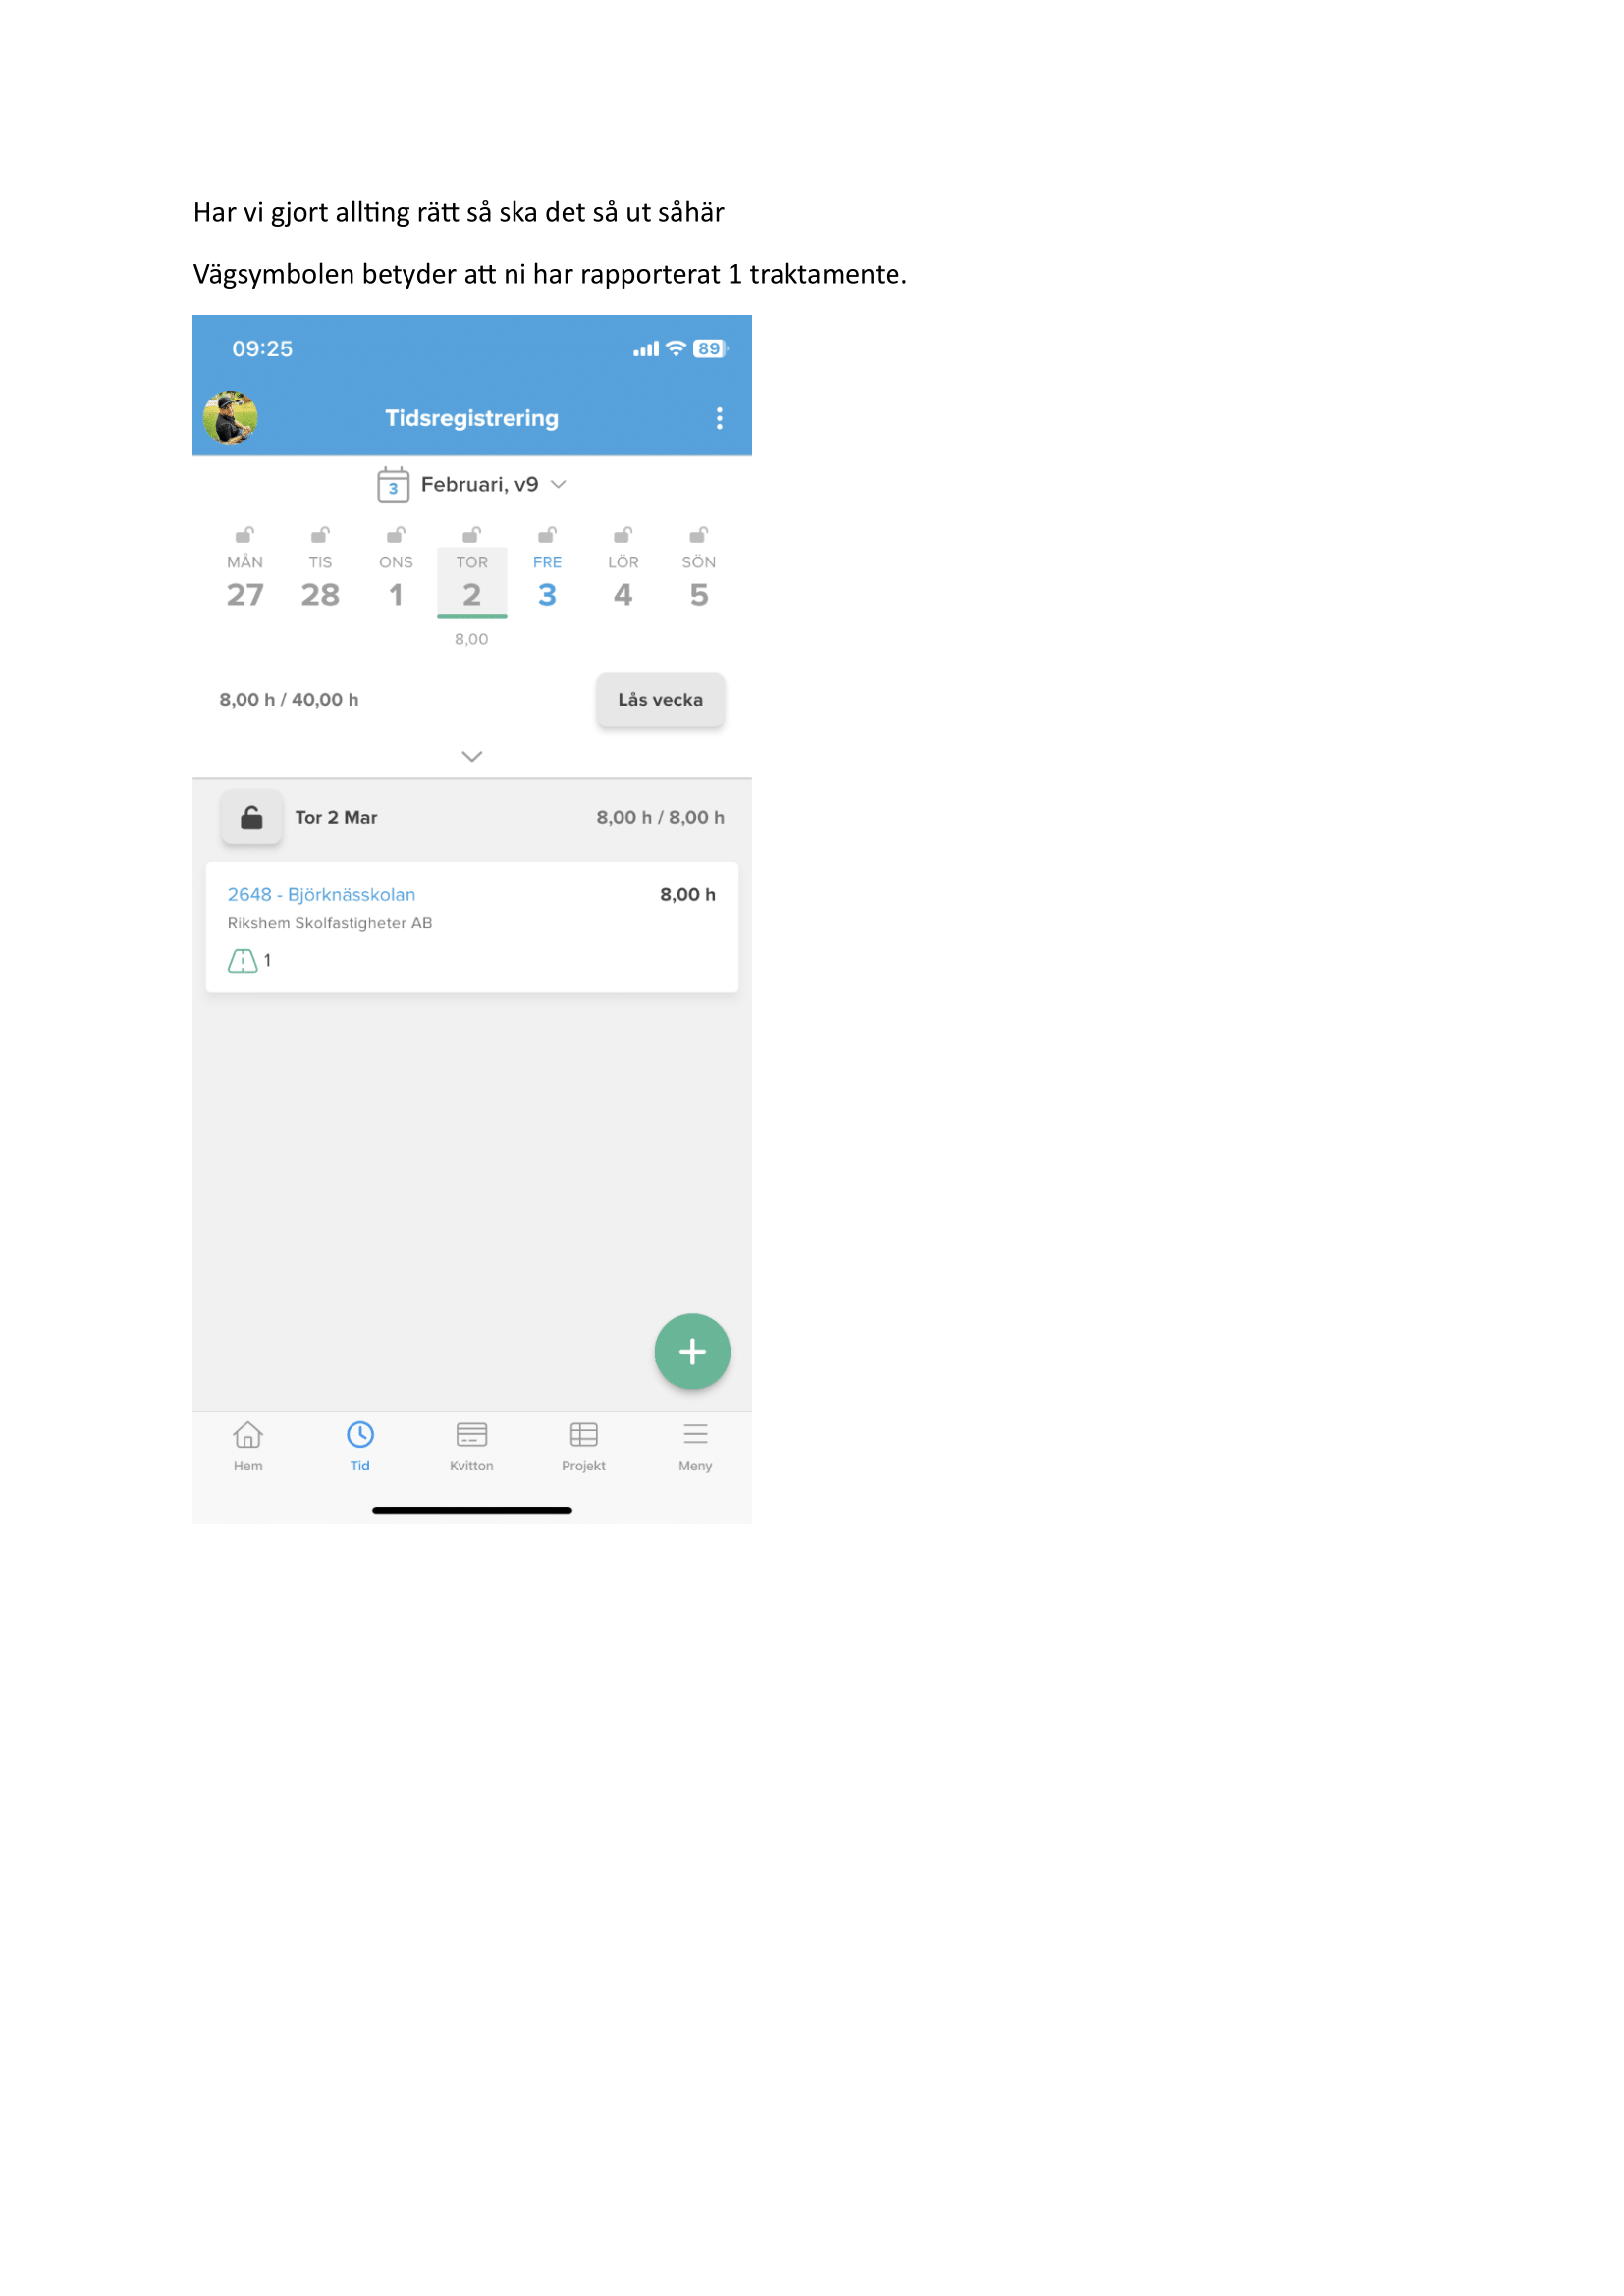 Har vi gjort allting rätt så ska det så ut såhär
Vägsymbolen betyder att ni har rapporterat 1 traktamente.
09:25 89
Tidsregistrering
3 Februari, v9
MÅN TIS ONS TOR FRE LÖR SÖN
27 28 1 2 3 4 5
8,00
8,00 h / 40,00 h Lås vecka
Tor 2 Mar 8,00 h / 8,00 h
2648 - Björknässkolan 8,00 h
Rikshem Skolfastigheter AB
1
Hem Tid Kvitton Projekt Meny